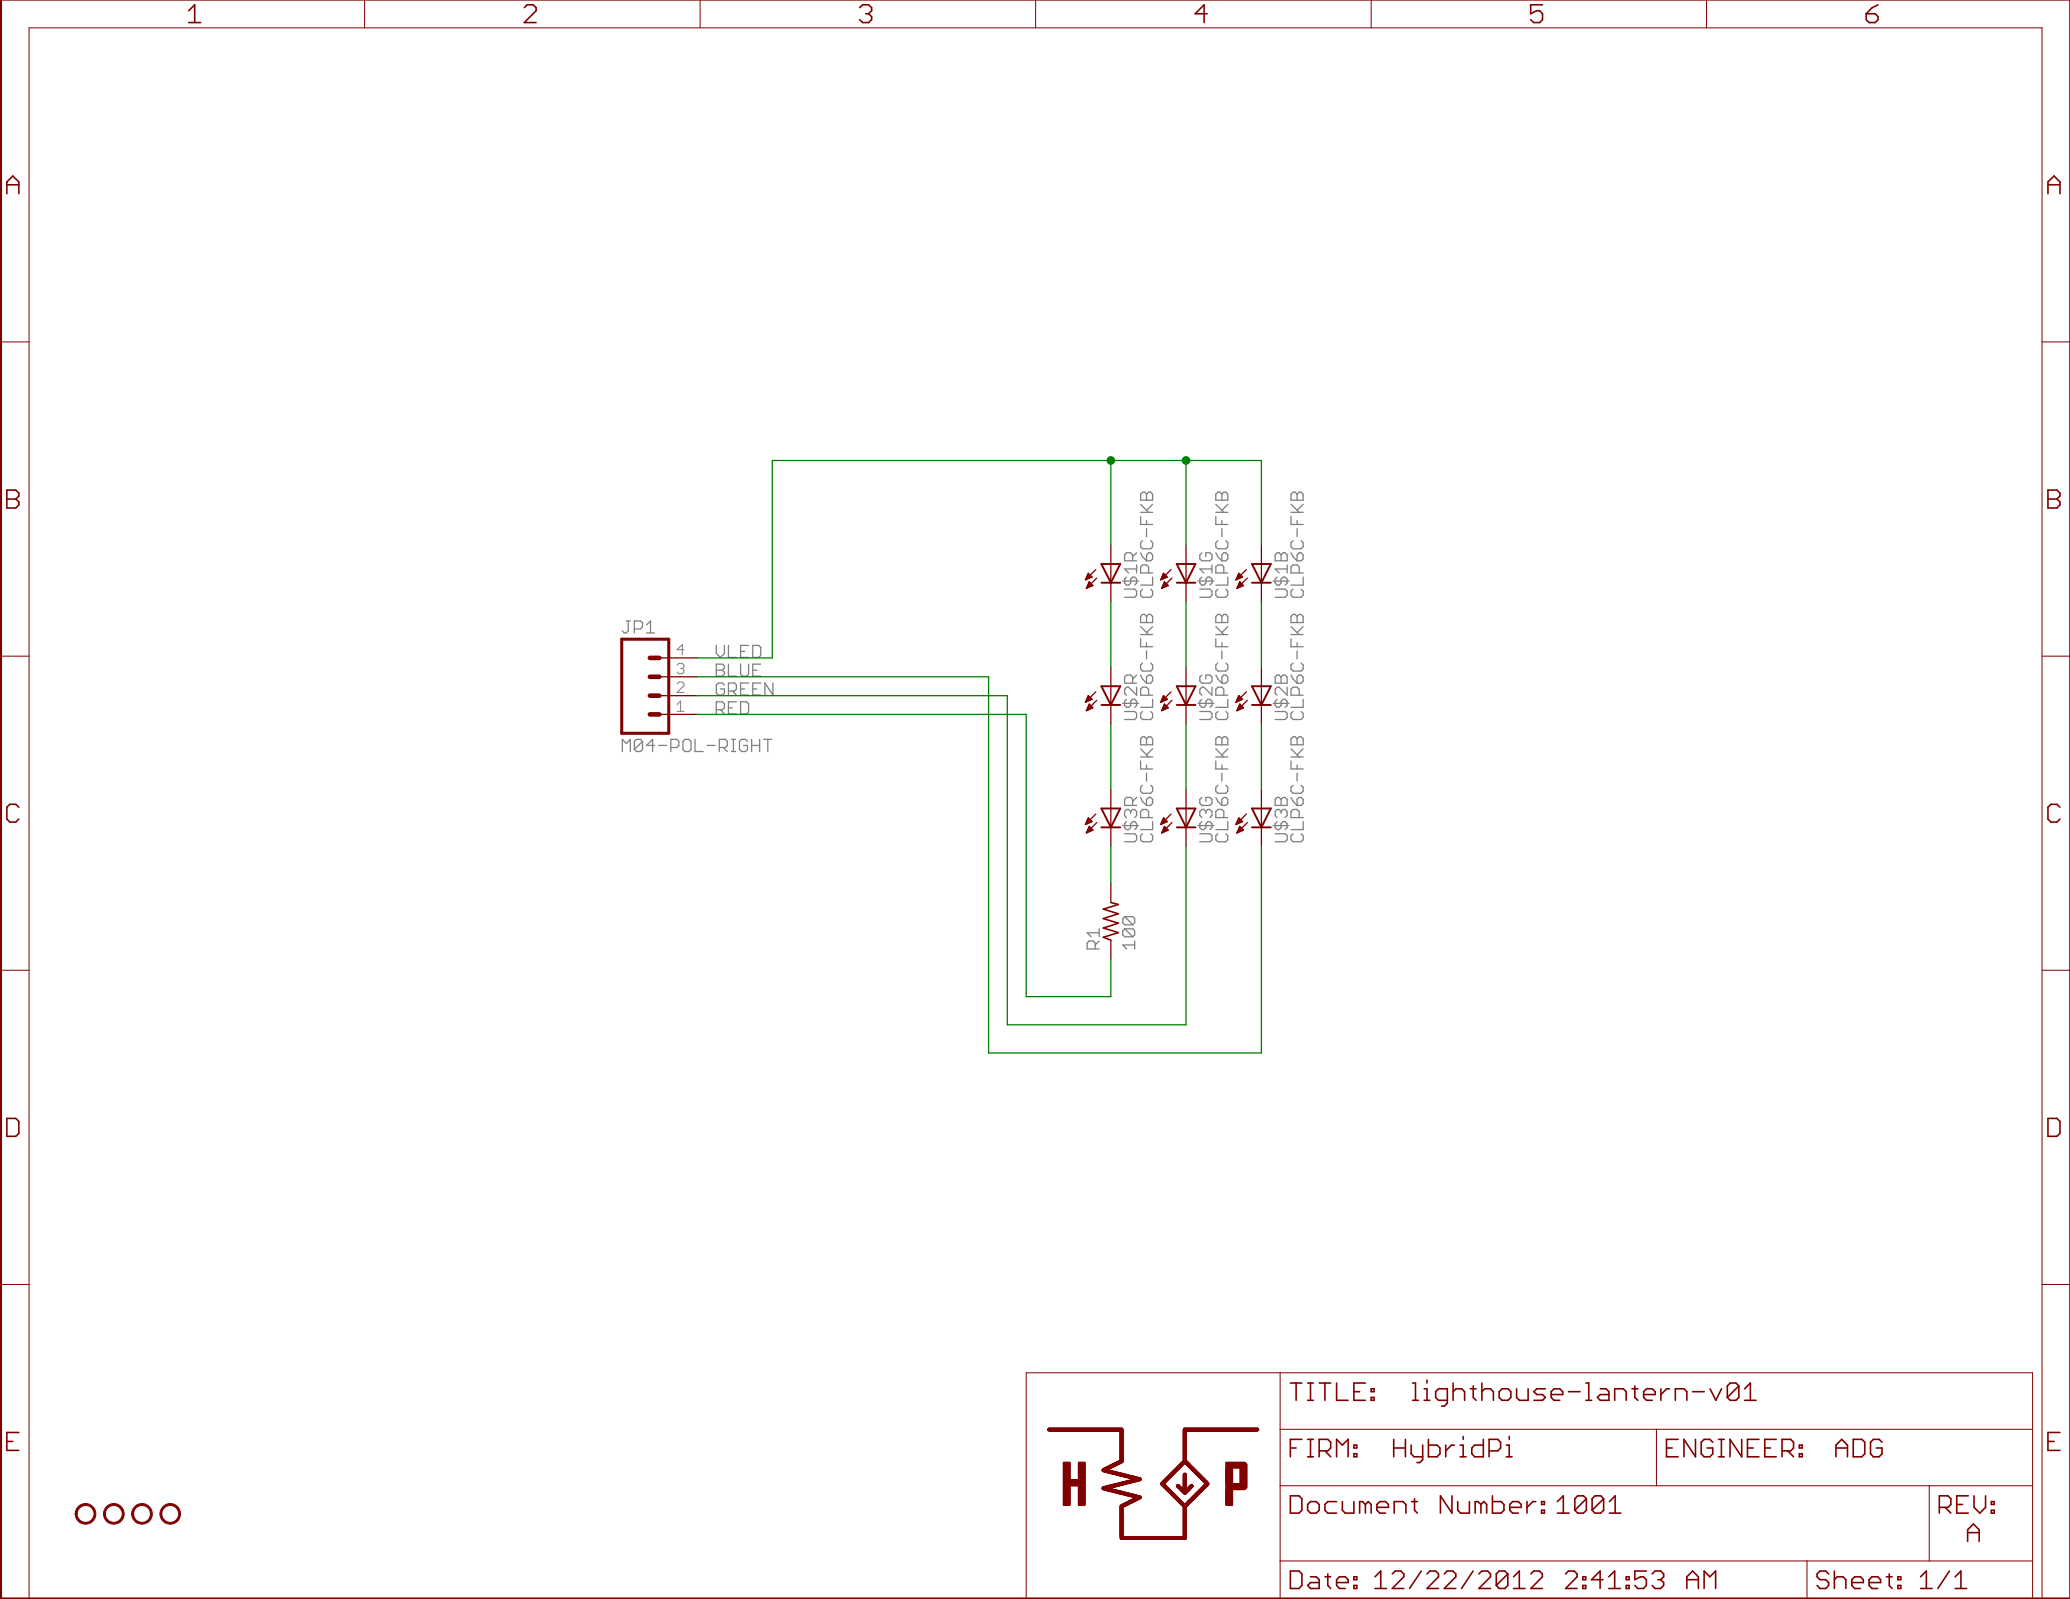 1 2 3 4 5 6
A A
B B
C C
D D
E E
JP1
4 VLED
3 BLUE
2 GREEN
1 RED
M04-POL-RIGHT
U$1R
CLP6C-FKB
U$1G
CLP6C-FKB
U$1B
CLP6C-FKB
U$2R
CLP6C-FKB
U$2G
CLP6C-FKB
U$2B
CLP6C-FKB
U$3R
CLP6C-FKB
U$3G
CLP6C-FKB
U$3B
CLP6C-FKB
R1
100
H P
TITLE: lighthouse-lantern-v01
FIRM: HybridPi ENGINEER: ADG
Document Number: 1001 REV:
A
Date: 12/22/2012 2:41:53 AM Sheet: 1/1